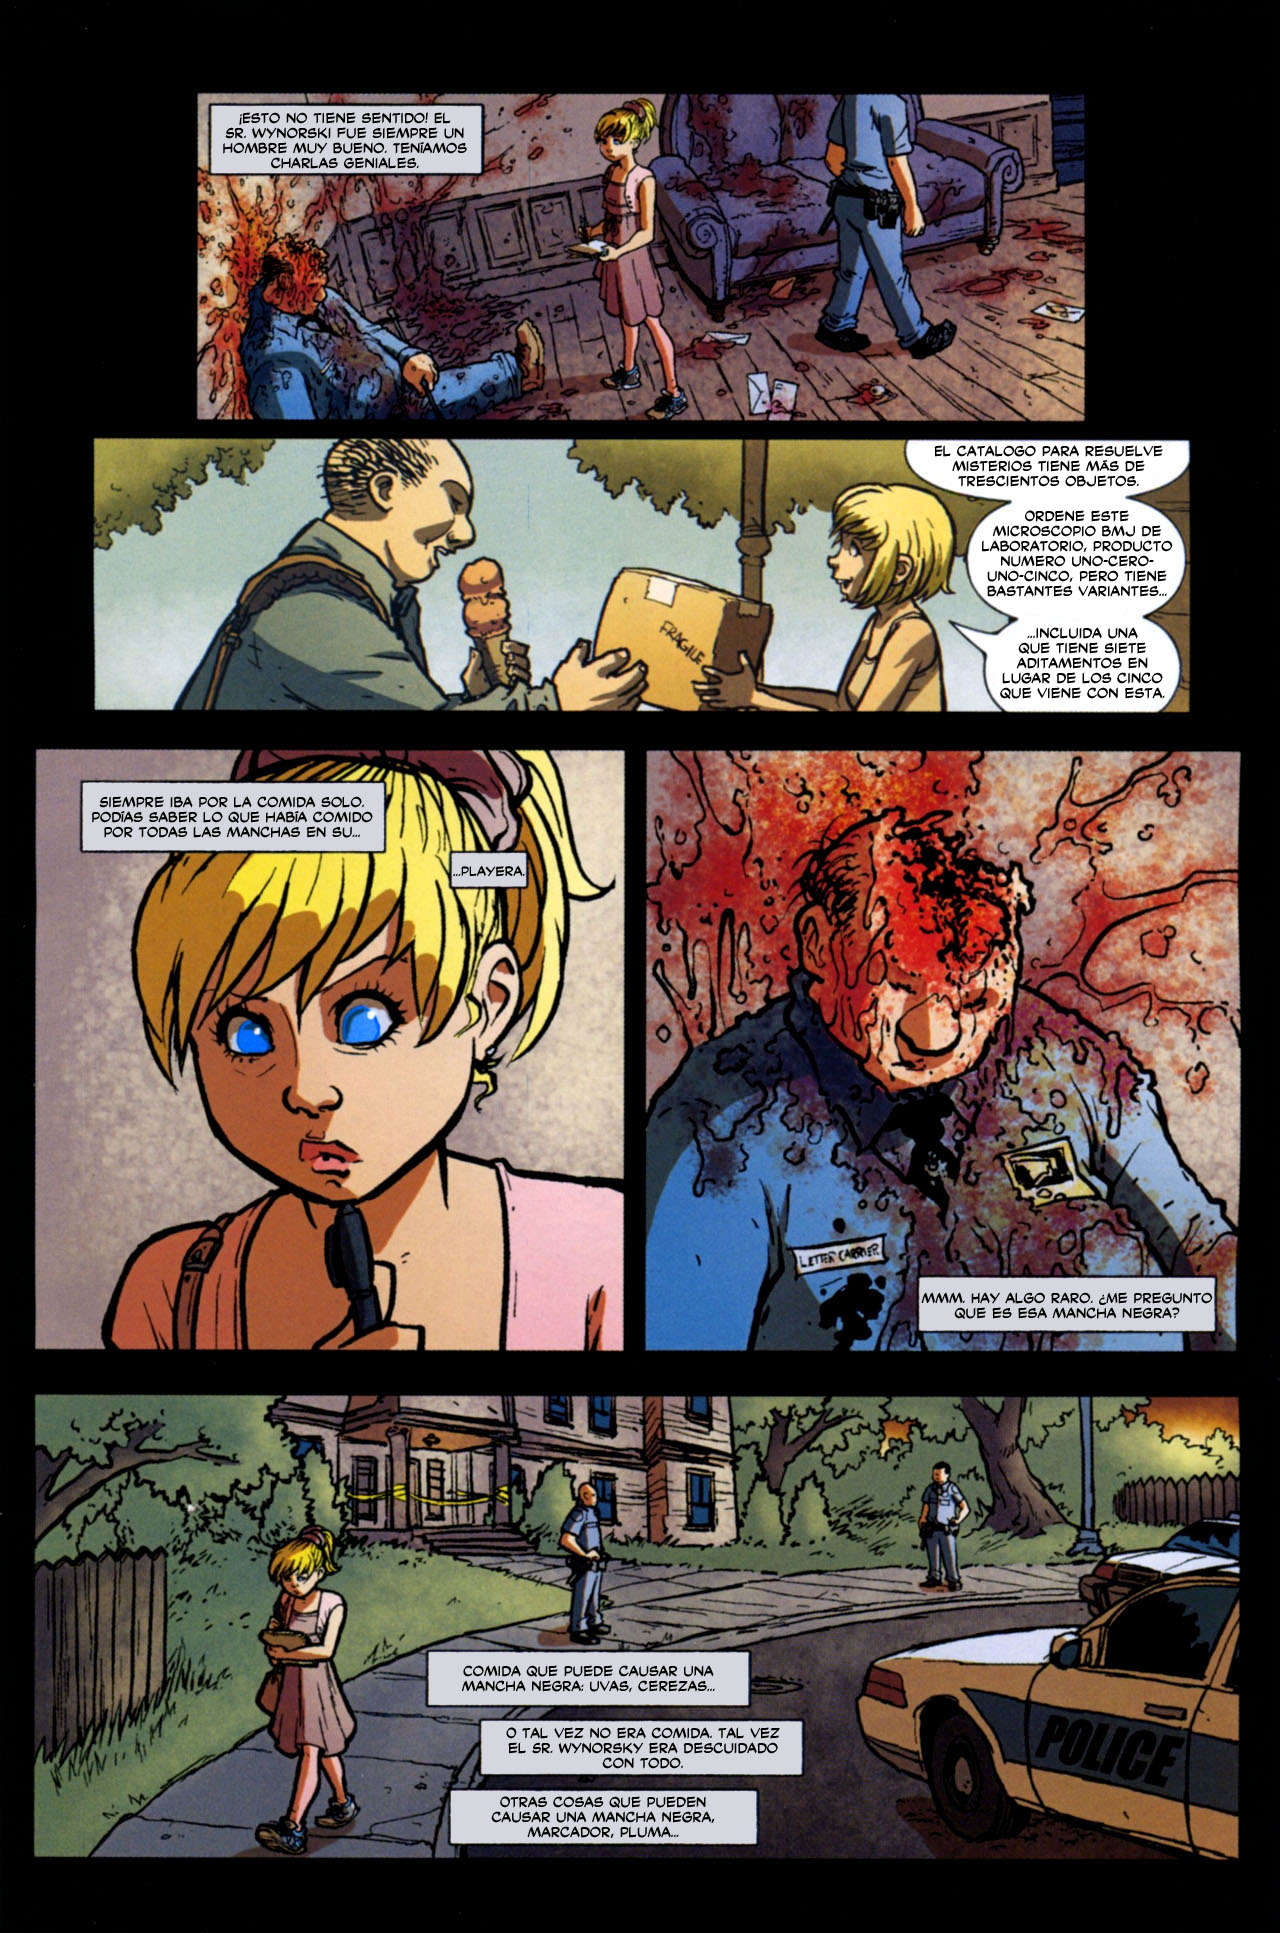 ¡ESTO NO TIENE SENTIDO! EL
SR. WYNORSKI FUE SIEMPRE UN
HOMBRE MUY BUENO. TENÍAMOS
CHARLAS GENIALES.
EL CATALOGO PARA RESUELVE
MISTERIOS TIENE MÁS DE
TRESCIENTOS OBJETOS.
ORDENE ESTE
MICROSCOPIO BMJ DE
LABORATORIO, PRODUCTO
NUMERO UNO-CERO-
UNO-CINCO, PERO TIENE
BASTANTES VARIANTES...
...INCLUIDA UNA
QUE TIENE SIETE
ADITAMENTOS EN
LUGAR DE LOS CINCO
QUE VIENE CON ESTA.
FRAGILE
SIEMPRE IBA POR LA COMIDA SOLO.
PODÍAS SABER LO QUE HABÍA COMIDO
POR TODAS LAS MANCHAS EN SU...
...PLAYERA.
LETTER CARRIER
MMM. HAY ALGO RARO. ¿ME PREGUNTO
QUE ES ESA MANCHA NEGRA?
COMIDA QUE PUEDE CAUSAR UNA
MANCHA NEGRA: UVAS, CEREZAS...
O TAL VEZ NO ERA COMIDA. TAL VEZ
EL SR. WYNORSKY ERA DESCUIDADO
CON TODO.
OTRAS COSAS QUE PUEDEN
CAUSAR UNA MANCHA NEGRA,
MARCADOR, PLUMA...
POLICE